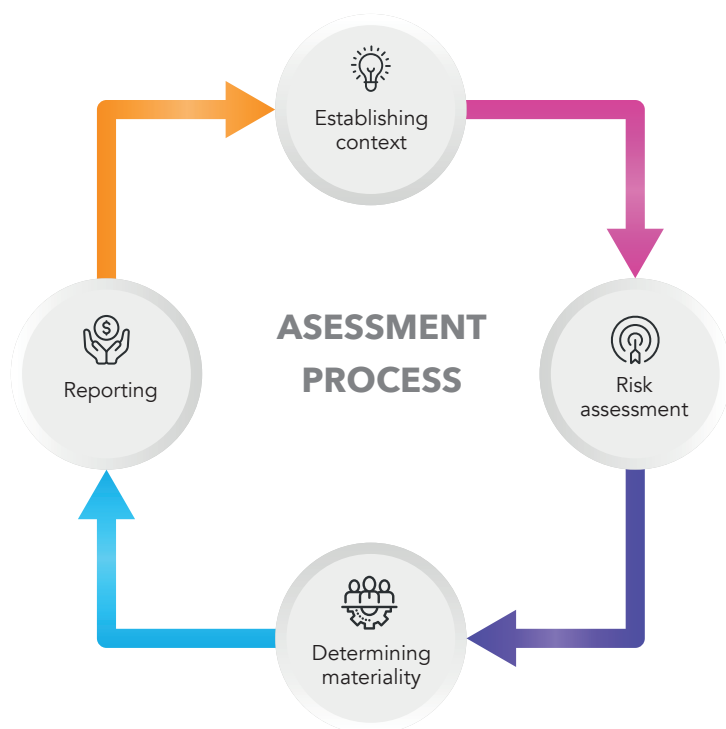 Establishing
context
ASESSMENT
PROCESS
$
Reporting
Risk
assessment
Determining
materiality